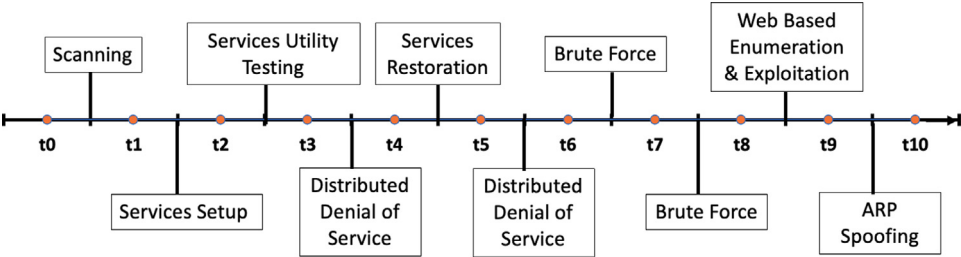 Scanning
Services Utility
Testing
Services
Restoration
Brute Force
Web Based
Enumeration
& Exploitation
t0
t1
t2
t3
t4
t5
t6
t7
t8
t9
t10
Services Setup
Distributed
Denial of
Service
Distributed
Denial of
Service
Brute Force
ARP
Spoofing